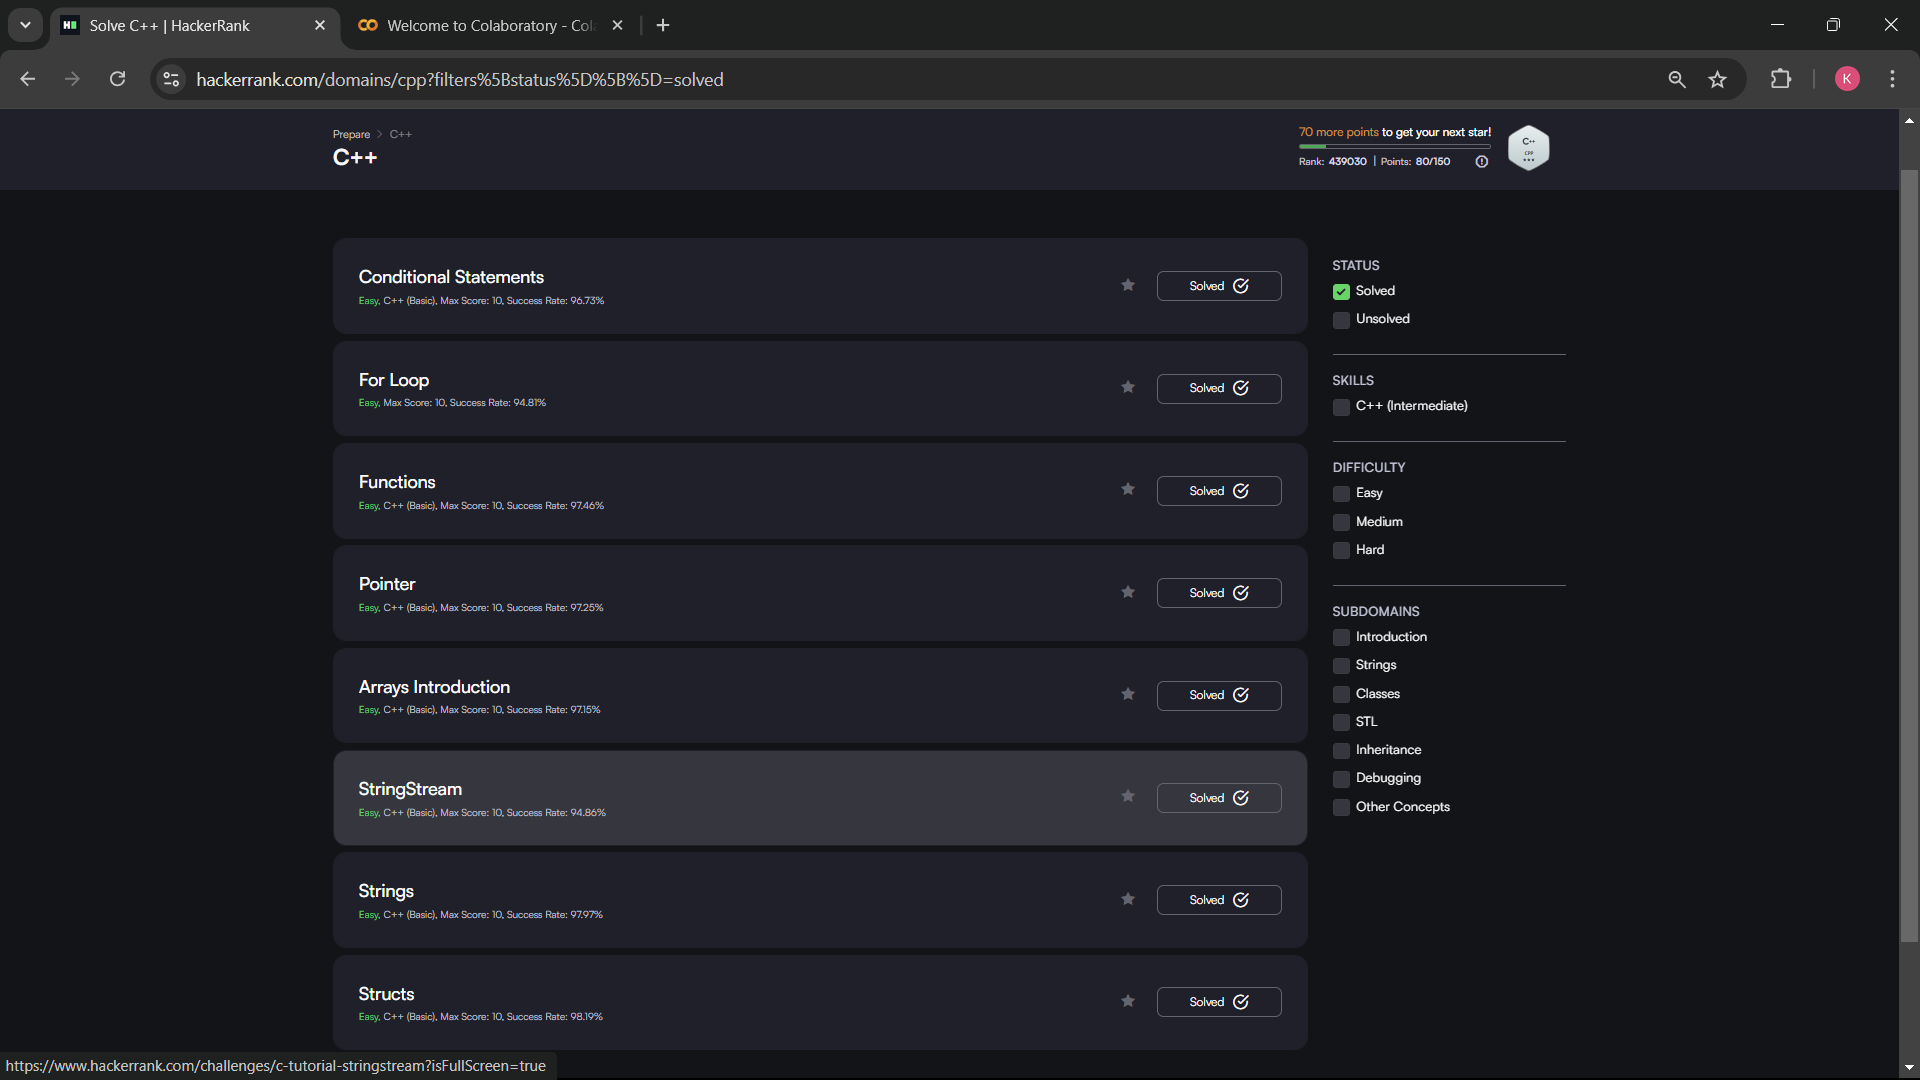 Solve C++ | HackerRank
Welcome to Colaboratory - Col
hackerrank.com/domains/cpp?filters%5Bstatus%5D%5B%5D=solved
K
Prepare > C++
C++
70 more points to get your next star!
Rank: 439030 | Points: 80/150
C++
CPP
Conditional Statements
Easy, C++ (Basic), Max Score: 10, Success Rate: 96.73%
Solved
For Loop
Easy, Max Score: 10, Success Rate: 94.81%
Solved
Functions
Easy, C++ (Basic), Max Score: 10, Success Rate: 97.46%
Solved
Pointer
Easy, C++ (Basic), Max Score: 10, Success Rate: 97.25%
Solved
Arrays Introduction
Easy, C++ (Basic), Max Score: 10, Success Rate: 97.15%
Solved
StringStream
Easy, C++ (Basic), Max Score: 10, Success Rate: 94.86%
Solved
Strings
Easy, C++ (Basic), Max Score: 10, Success Rate: 97.97%
Solved
Structs
Easy, C++ (Basic), Max Score: 10, Success Rate: 98.19%
Solved
STATUS
Solved
Unsolved
SKILLS
C++ (Intermediate)
DIFFICULTY
Easy
Medium
Hard
SUBDOMAINS
Introduction
Strings
Classes
STL
Inheritance
Debugging
Other Concepts
https://www.hackerrank.com/challenges/c-tutorial-stringstream?isFullScreen=true